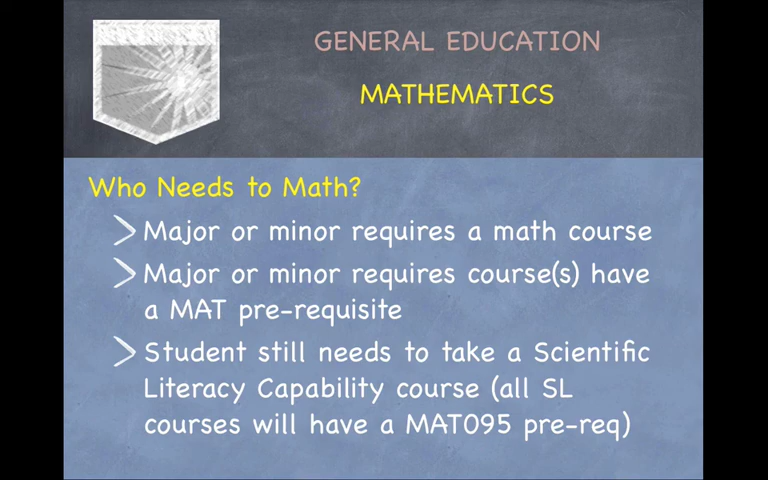 GENERAL EDUCATION
MATHEMATICS
Who Needs to Math?
Major or minor requires a math course
Major or minor requires course(s) have
a MAT pre-requisite
Student still needs to take a Scientific
Literacy Capability course (all SL
courses will have a MAT095 pre-req)